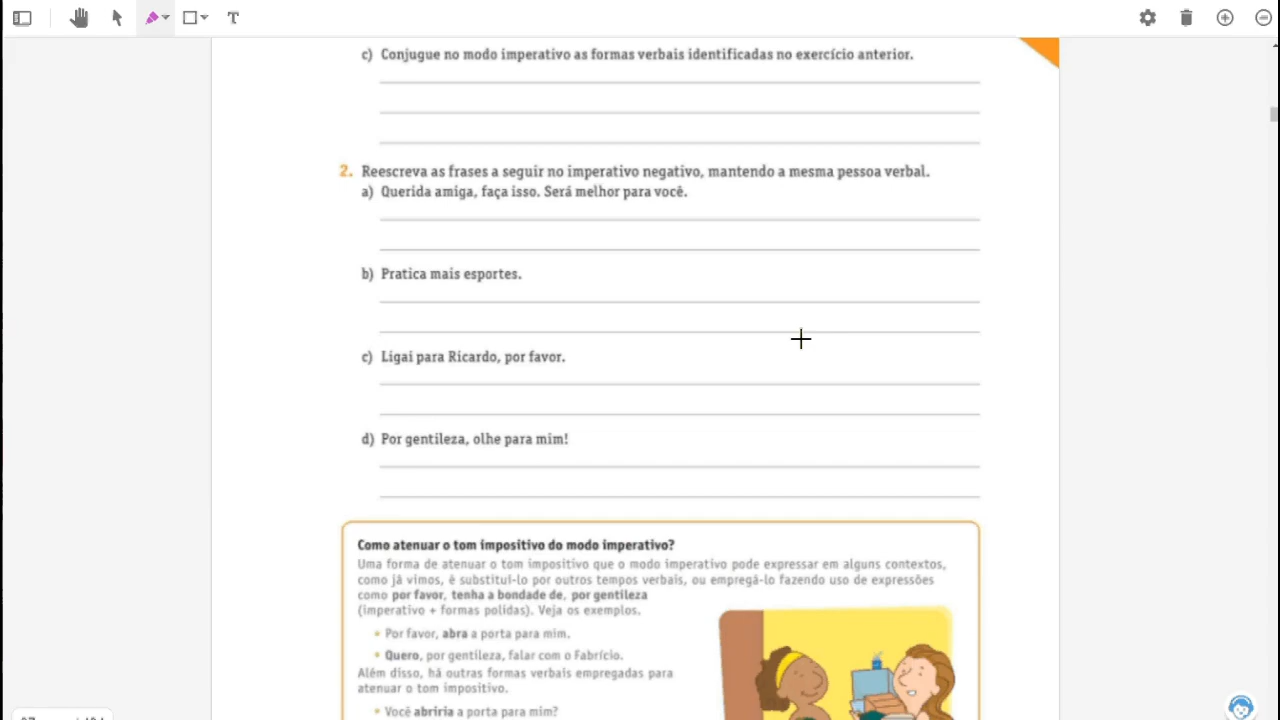 T
c) Conjugue no modo imperativo as formas verbais identificadas no exercício anterior.
2. Reescreva as frases a seguir no imperativo negativo, mantendo a mesma pessoa verbal.
a) Querida amiga, faça isso. Será melhor para você.
b) Pratica mais esportes.
c) Ligai para Ricardo, por favor.
d) Por gentileza, olhe para mim!
Como atenuar o tom impositivo do modo imperativo?
Uma forma de atenuar o tom impositivo que o modo imperativo pode expressar em alguns contextos,
como já vimos, é substituí-lo por outros tempos verbais, ou empregá-lo fazendo uso de expressões
como por favor, tenha a bondade de, por gentileza
(imperativo + formas polidas). Veja os exemplos.
• Por favor, abra a porta para mim.
• Quero, por gentileza, falar com o Fabrício.
Além disso, há outras formas verbais empregadas para
atenuar o tom impositivo.
• Você abriria a porta para mim?